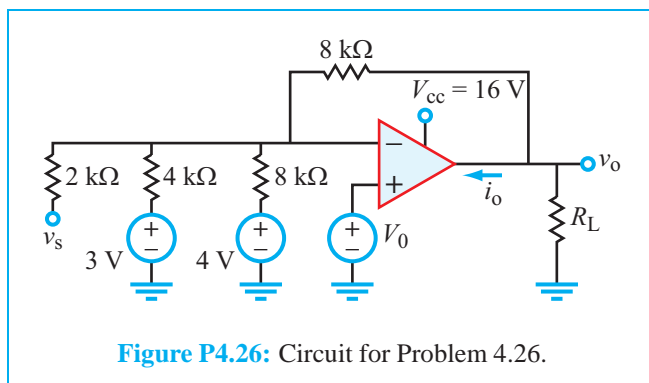 8 kΩ
Vcc = 16 V
−
+
vo
io
RL
2 kΩ
4 kΩ
8 kΩ
vs
3 V
+
−
4 V
+
−
+
−
V0
Figure P4.26: Circuit for Problem 4.26.